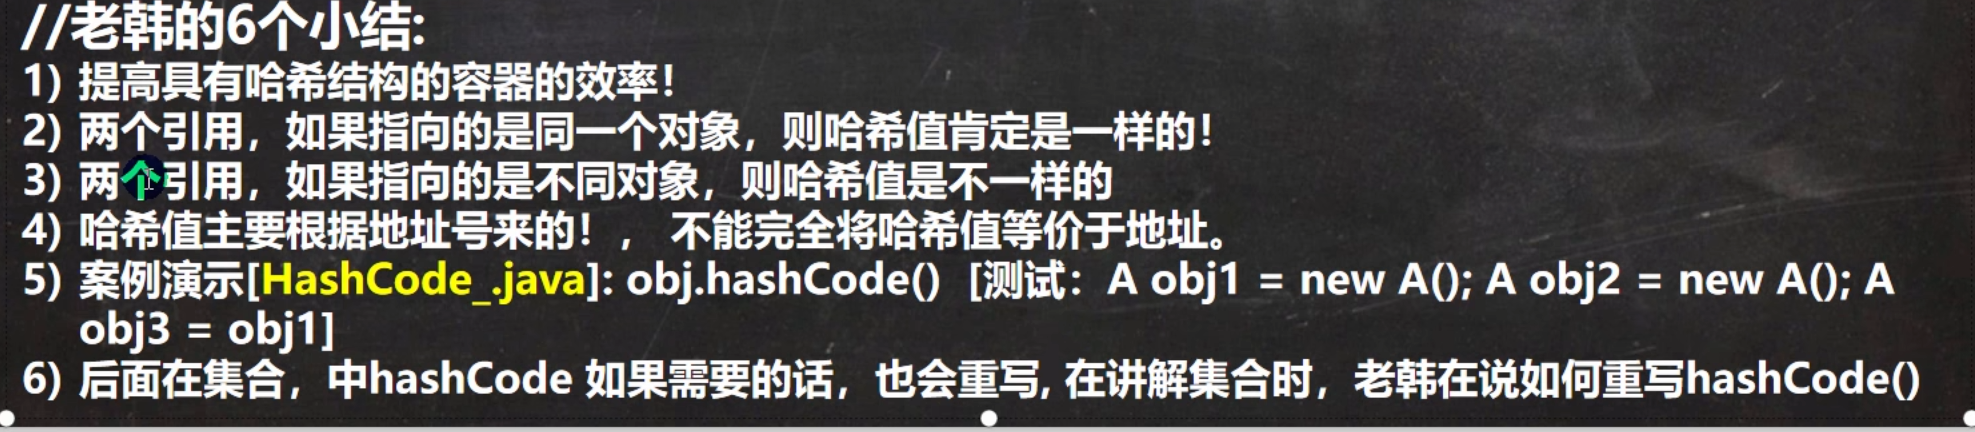 //老韩的6个小结:
1) 提高具有哈希结构的容器的效率！
2) 两个引用，如果指向的是同一个对象，则哈希值肯定是一样的！
3) 两个引用，如果指向的是不同对象，则哈希值是不一样的
4) 哈希值主要根据地址号来的！， 不能完全将哈希值等价于地址。
5) 案例演示[HashCode_.java]: obj.hashCode() [测试：A obj1 = new A(); A obj2 = new A(); A
obj3 = obj1]
6) 后面在集合，中hashCode 如果需要的话，也会重写, 在讲解集合时，老韩在说如何重写hashCode()